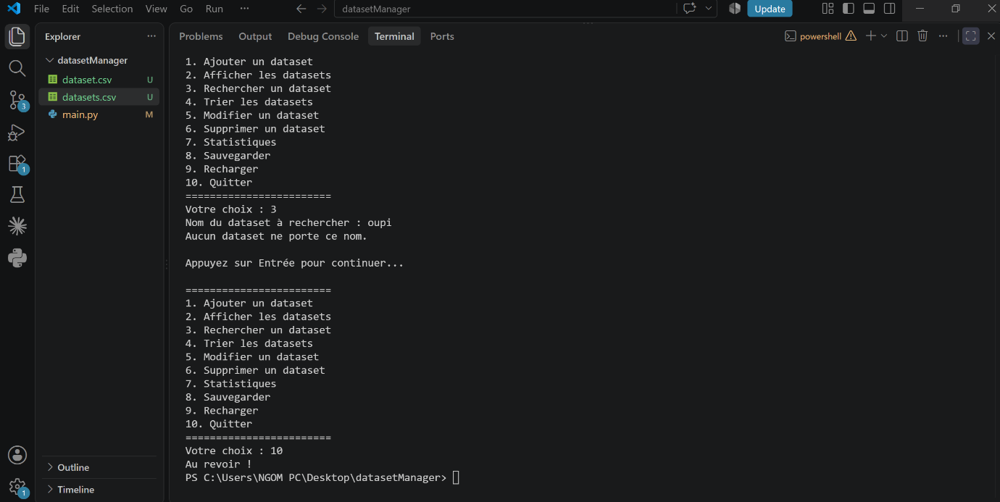 File Edit Selection View Go Run ··· datasetManager Update
Explorer ···
datasetManager
dataset.csv U
datasets.csv U
main.py M
3
1
Outline
Timeline
1
Problems Output Debug Console Terminal Ports powershell ···
1. Ajouter un dataset
2. Afficher les datasets
3. Rechercher un dataset
4. Trier les datasets
5. Modifier un dataset
6. Supprimer un dataset
7. Statistiques
8. Sauvegarder
9. Recharger
10. Quitter
========================
Votre choix : 3
Nom du dataset à rechercher : oupi
Aucun dataset ne porte ce nom.
Appuyez sur Entrée pour continuer...
========================
1. Ajouter un dataset
2. Afficher les datasets
3. Rechercher un dataset
4. Trier les datasets
5. Modifier un dataset
6. Supprimer un dataset
7. Statistiques
8. Sauvegarder
9. Recharger
10. Quitter
========================
Votre choix : 10
Au revoir !
PS C:\Users\NGOM PC\Desktop\datasetManager>